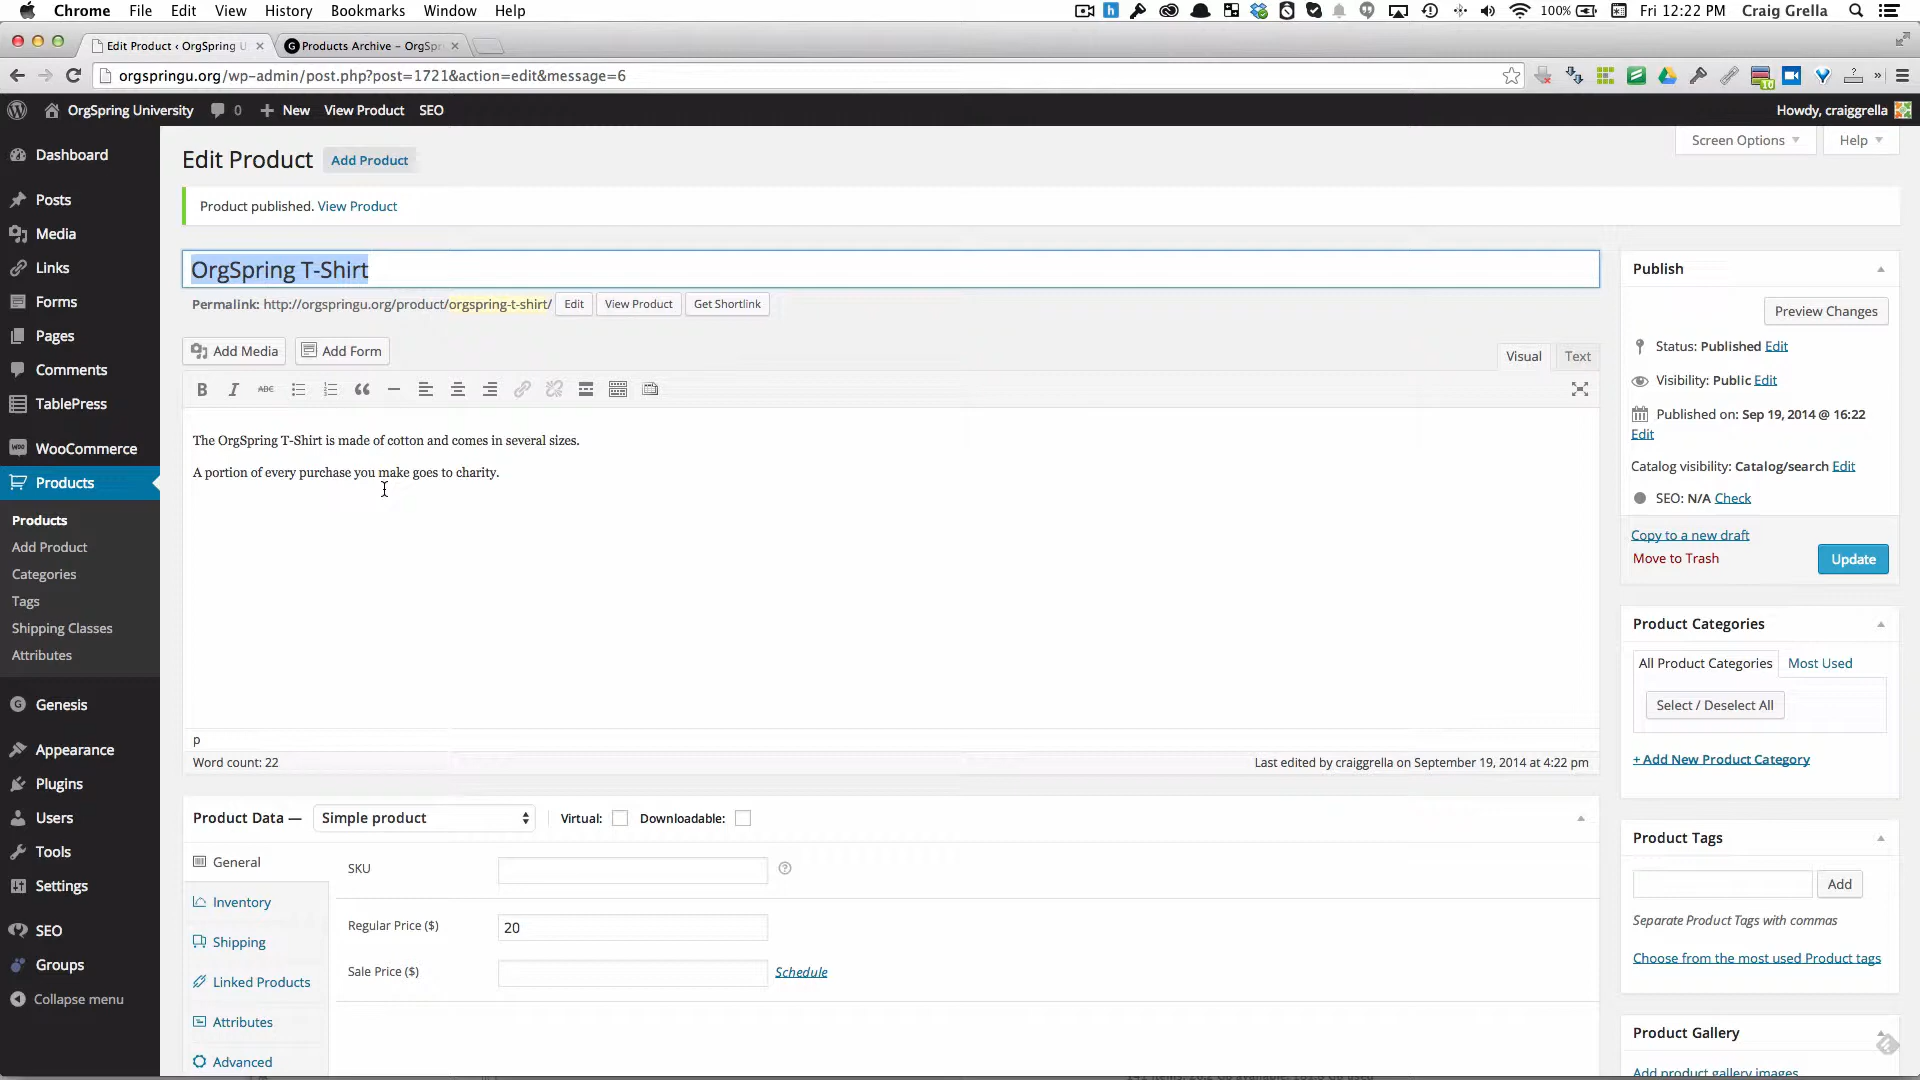 Chrome File Edit View History Bookmarks Window Help 100% Fri 12:22 PM Craig Grella
Edit Product ‹ OrgSpring U Products Archive – OrgSpri
orgspringu.org/wp-admin/post.php?post=1721&action=edit&message=6
OrgSpring University 0 New View Product SEO Howdy, craiggrella
Screen Options Help
Dashboard
Posts
Media
Links
Forms
Pages
Comments
TablePress
WooCommerce
Products
Products
Add Product
Categories
Tags
Shipping Classes
Attributes
Genesis
Appearance
Plugins
Users
Tools
Settings
SEO
Groups
Collapse menu
Edit Product Add Product
Product published. View Product
OrgSpring T-Shirt
Permalink: http://orgspringu.org/product/orgspring-t-shirt/ Edit View Product Get Shortlink
Add Media Add Form
Visual Text
B I ABC
The OrgSpring T-Shirt is made of cotton and comes in several sizes.
A portion of every purchase you make goes to charity.
p
Word count: 22
Last edited by craiggrella on September 19, 2014 at 4:22 pm
Product Data — Simple product Virtual: Downloadable:
General
Inventory
Shipping
Linked Products
Attributes
Advanced
SKU
Regular Price ($) 20
Sale Price ($) Schedule
Publish
Preview Changes
Status: Published Edit
Visibility: Public Edit
Published on: Sep 19, 2014 @ 16:22
Edit
Catalog visibility: Catalog/search Edit
SEO: N/A Check
Copy to a new draft
Move to Trash Update
Product Categories
All Product Categories Most Used
Select / Deselect All
+ Add New Product Category
Product Tags
Add
Separate Product Tags with commas
Choose from the most used Product tags
Product Gallery
Add product gallery images